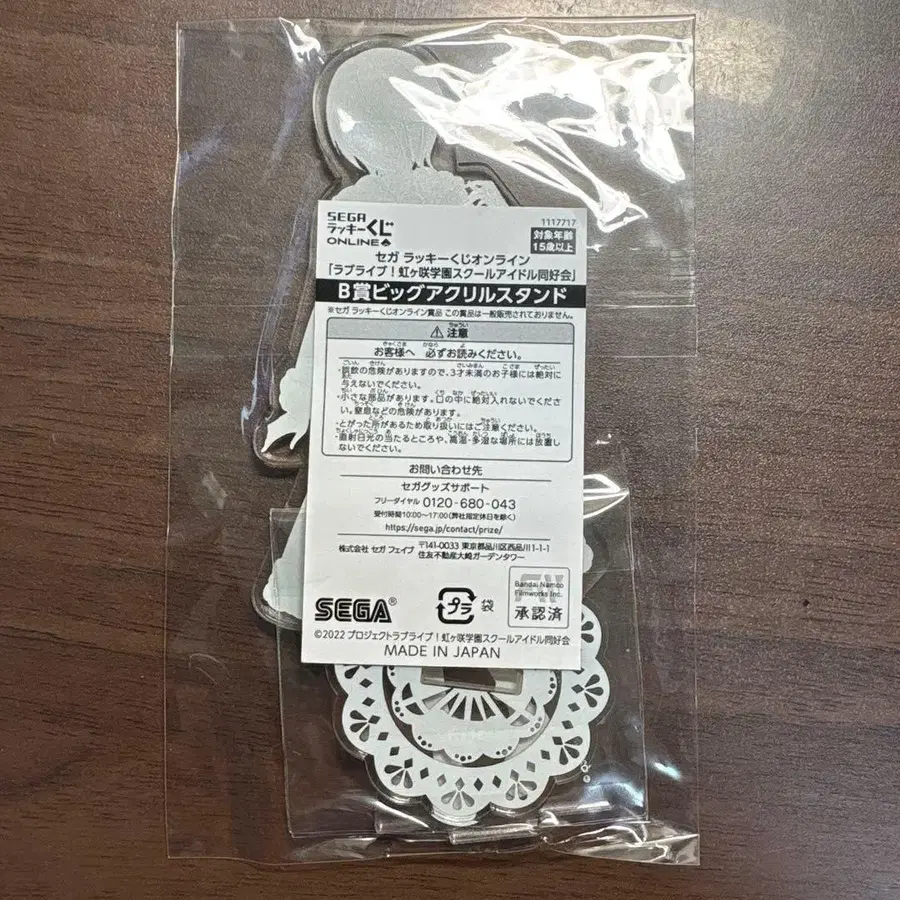 SEGA
ラッキーくじ
ONLINE♠
1117717
対象年齢
15歳以上
セガ ラッキーくじオンライン
「ラブライブ！虹ヶ咲学園スクールアイドル同好会」
B賞ビッグアクリルスタンド
※セガ ラッキーくじオンライン賞品 この賞品は一般販売されておりません。
⚠注意
お客様へ 必ずお読みください。
・誤飲の危険がありますので、3才未満のお子様には絶対に
与えないでください。
・小さな部品があります。口の中に絶対入れないでくださ
い。窒息などの危険があります。
・とがった所があるため取り扱いにはご注意ください。
・直射日光の当たるところや、高温・多湿な場所には放置し
ないでください。
お問い合わせ先
セガグッズサポート
フリーダイヤル 0120-680-043
受付時間10:00～17:00（弊社指定休日を除く）
https://sega.jp/contact/prize/
株式会社 セガ フェイブ 〒141-0033 東京都品川区西品川1-1-1
住友不動産大崎ガーデンタワー
SEGA®
プラ 袋
Bandai Namco
Filmworks Inc.
承認済
©2022 プロジェクトラブライブ！虹ヶ咲学園スクールアイドル同好会
MADE IN JAPAN